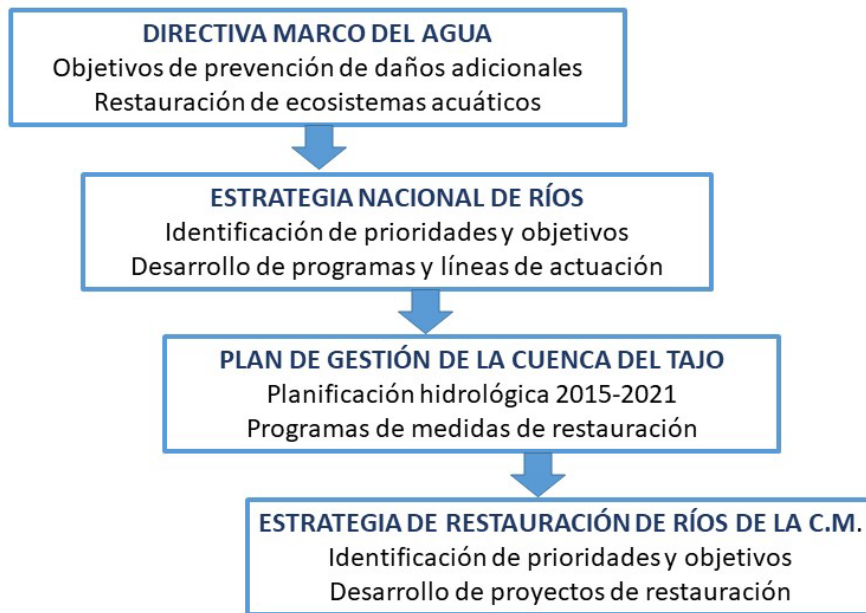 DIRECTIVA MARCO DEL AGUA
Objetivos de prevención de daños adicionales
Restauración de ecosistemas acuáticos
ESTRATEGIA NACIONAL DE RÍOS
Identificación de prioridades y objetivos
Desarrollo de programas y líneas de actuación
PLAN DE GESTIÓN DE LA CUENCA DEL TAJO
Planificación hidrológica 2015-2021
Programas de medidas de restauración
ESTRATEGIA DE RESTAURACIÓN DE RÍOS DE LA C.M.
Identificación de prioridades y objetivos
Desarrollo de proyectos de restauración